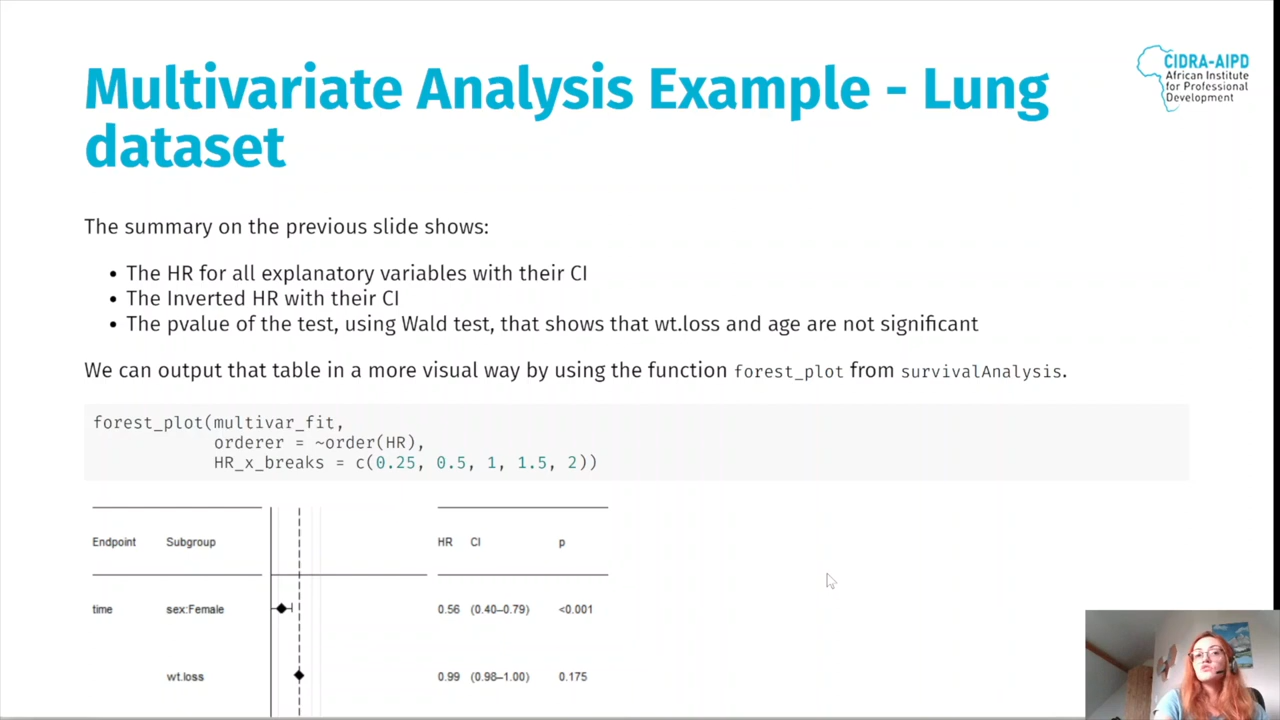 Multivariate Analysis Example - Lung
dataset
CIDRA-AIPD
African Institute
for Professional
Development
The summary on the previous slide shows:
• The HR for all explanatory variables with their CI
• The Inverted HR with their CI
• The pvalue of the test, using Wald test, that shows that wt.loss and age are not significant
We can output that table in a more visual way by using the function forest_plot from survivalAnalysis.
forest_plot(multivar_fit,
orderer = ~order(HR),
HR_x_breaks = c(0.25, 0.5, 1, 1.5, 2))
Endpoint Subgroup HR CI p
time sex:Female 0.56 (0.40–0.79) <0.001
wt.loss 0.99 (0.98–1.00) 0.175